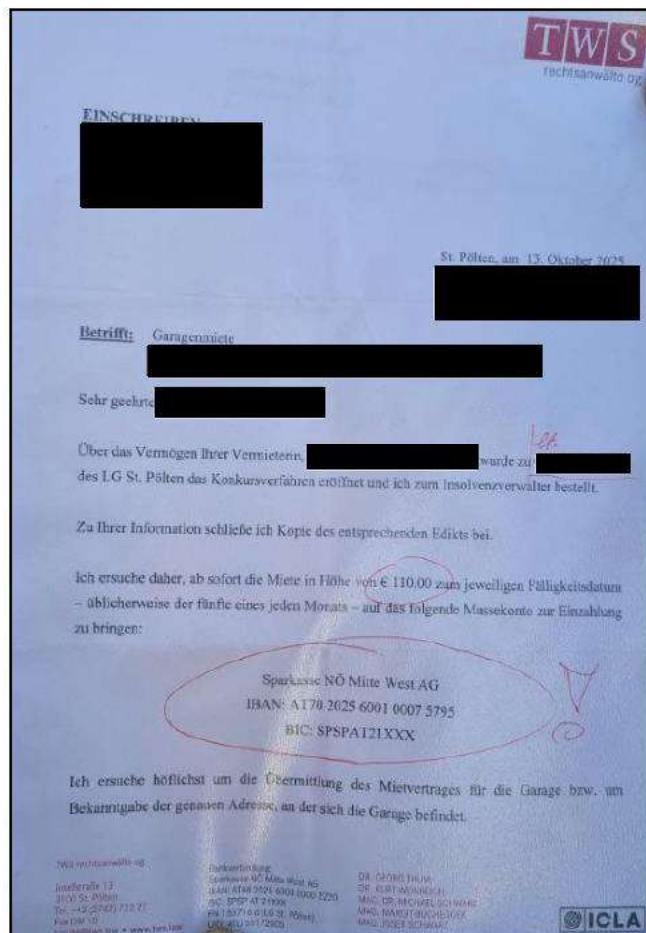 TWS
rechtsanwälte og
EINSCHREIBEN
St. Pölten, am 13. Oktober 2025
Betrifft: Garagenmiete
Sehr geehrte
Über das Vermögen Ihrer Vermieterin, wurde zu
des LG St. Pölten das Konkursverfahren eröffnet und ich zum Insolvenzverwalter bestellt.
Zu Ihrer Information schließe ich Kopie des entsprechenden Edikts bei.
Ich ersuche daher, ab sofort die Miete in Höhe von € 110,00 zum jeweiligen Fälligkeitsdatum
– üblicherweise der fünfte eines jeden Monats – auf das folgende Massekonto zur Einzahlung
zu bringen:
Sparkasse NÖ Mitte West AG
IBAN: AT70 2025 6001 0007 5795
BIC: SPSPAT21XXX
!
Ich ersuche höflichst um die Übermittlung des Mietvertrages für die Garage bzw. um
Bekanntgabe der genauen Adresse, an der sich die Garage befindet.
TWS rechtsanwälte og
3100 St. Pölten
Bankverbindung
Sparkasse NÖ Mitte West AG
DR. GEORG THUM
DR. KURT WEINREICH
MAG. DR. MICHAEL SCHWARZ
ICLA